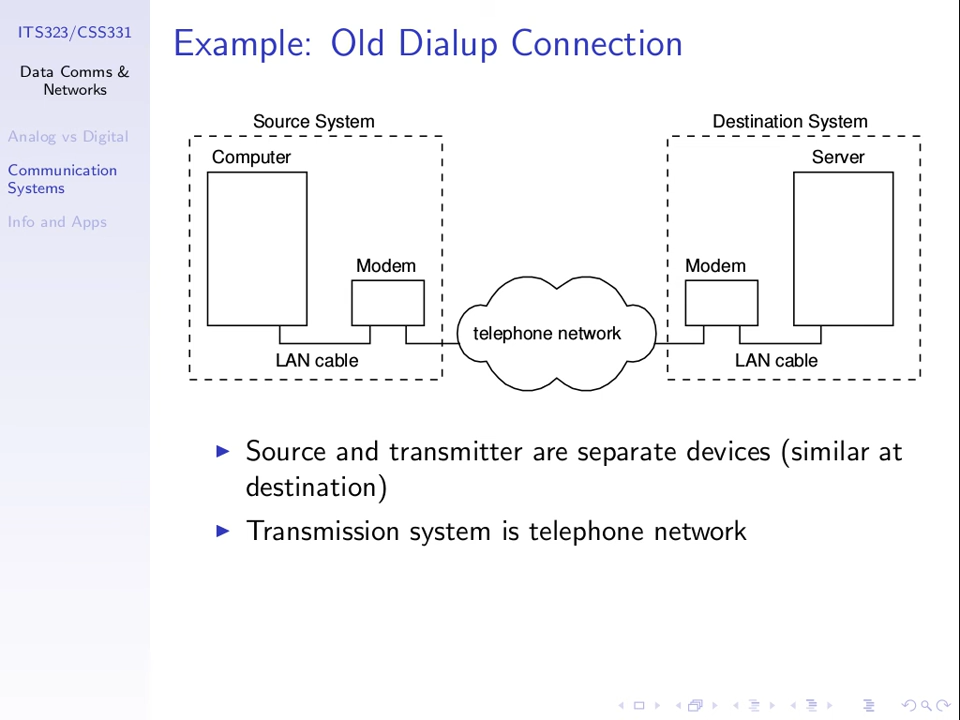 ITS323/CSS331
Data Comms &
Networks
Analog vs Digital
Communication
Systems
Info and Apps
Example: Old Dialup Connection
Source System
Destination System
Computer
Server
Modem
Modem
telephone network
LAN cable
LAN cable
Source and transmitter are separate devices (similar at
destination)
Transmission system is telephone network